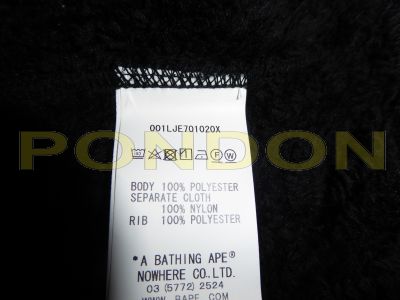 001LJE701020X
PONDON
BODY 100% POLYESTER
SEPARATE CLOTH
100% NYLON
RIB 100% POLYESTER
*A BATHING APE®
NOWHERE CO., LTD.
03 (5772) 2524
WWW.BAPE.COM